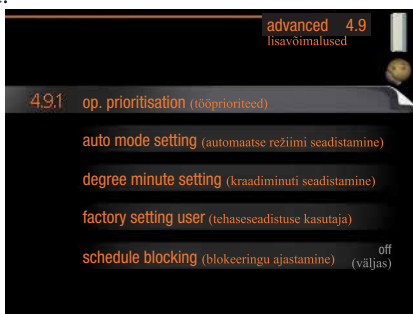 advanced 4.9
lisavõimalused
4.9.1 op. prioritisation (tööprioriteed)
auto mode setting (automaatse režiimi seadistamine)
degree minute setting (kraadiminuti seadistamine)
factory setting user (tehaseseadistuse kasutaja)
off
schedule blocking (blokeeringu ajastamine) (väljas)